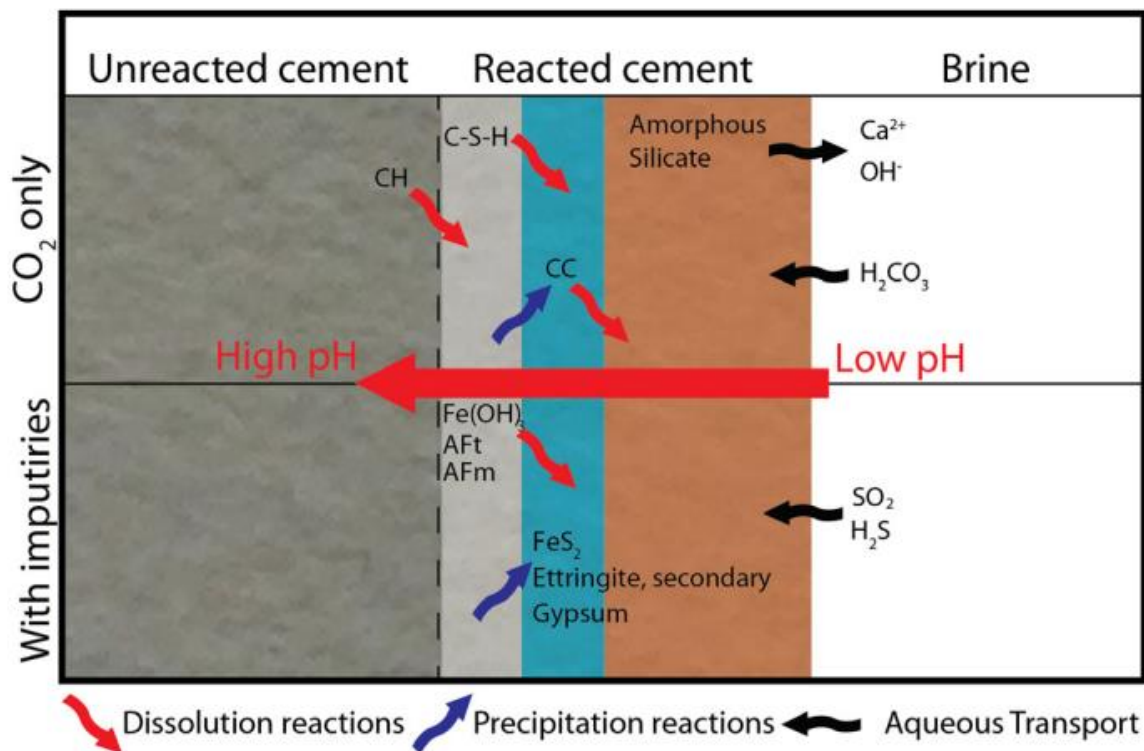 Unreacted cement
Reacted cement
Brine
CO₂ only
C-S-H
CH
CC
Amorphous
Silicate
Ca²⁺
OH⁻
H₂CO₃
High pH
Low pH
With imputiries
Fe(OH)₃
AFt
AFm
FeS₂
Ettringite, secondary
Gypsum
SO₂
H₂S
Dissolution reactions
Precipitation reactions
Aqueous Transport